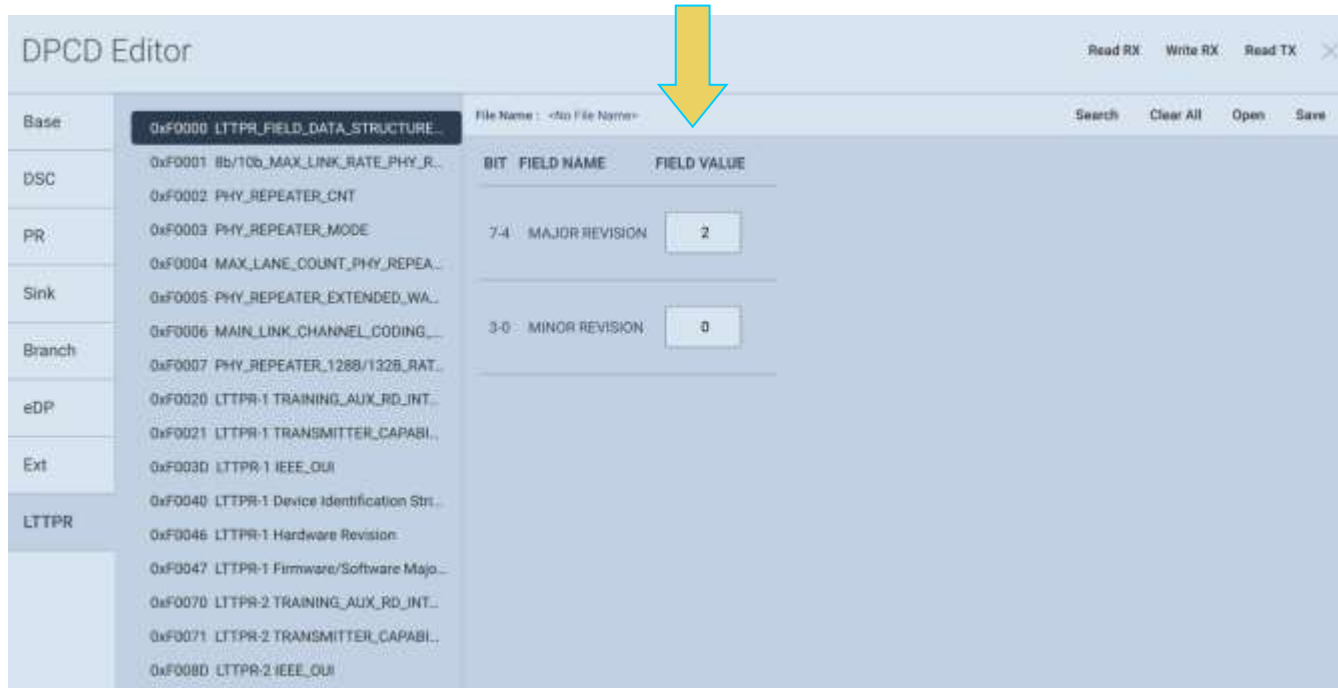 DPCD Editor
Read RX Write RX Read TX
Base
DSC
PR
Sink
Branch
eDP
Ext
LTTPR
0xF0000 LTTPR_FIELD_DATA_STRUCTURE...
0xF0001 8b/10b_MAX_LINK_RATE_PHY_R...
0xF0002 PHY_REPEATER_CNT
0xF0003 PHY_REPEATER_MODE
0xF0004 MAX_LANE_COUNT_PHY_REPEA...
0xF0005 PHY_REPEATER_EXTENDED_WA...
0xF0006 MAIN_LINK_CHANNEL_CODING_...
0xF0007 PHY_REPEATER_128B/132B_RAT...
0xF0020 LTTPR-1 TRAINING_AUX_RD_INT...
0xF0021 LTTPR-1 TRANSMITTER_CAPABI...
0xF003D LTTPR-1 IEEE_OUI
0xF0040 LTTPR-1 Device Identification Stri...
0xF0046 LTTPR-1 Hardware Revision
0xF0047 LTTPR-1 Firmware/Software Majo...
0xF0070 LTTPR-2 TRAINING_AUX_RD_INT...
0xF0071 LTTPR-2 TRANSMITTER_CAPABI...
0xF008D LTTPR-2 IEEE_OUI
File Name : <No File Name>
Search Clear All Open Save
BIT FIELD NAME FIELD VALUE
7-4 MAJOR REVISION 2
3-0 MINOR REVISION 0